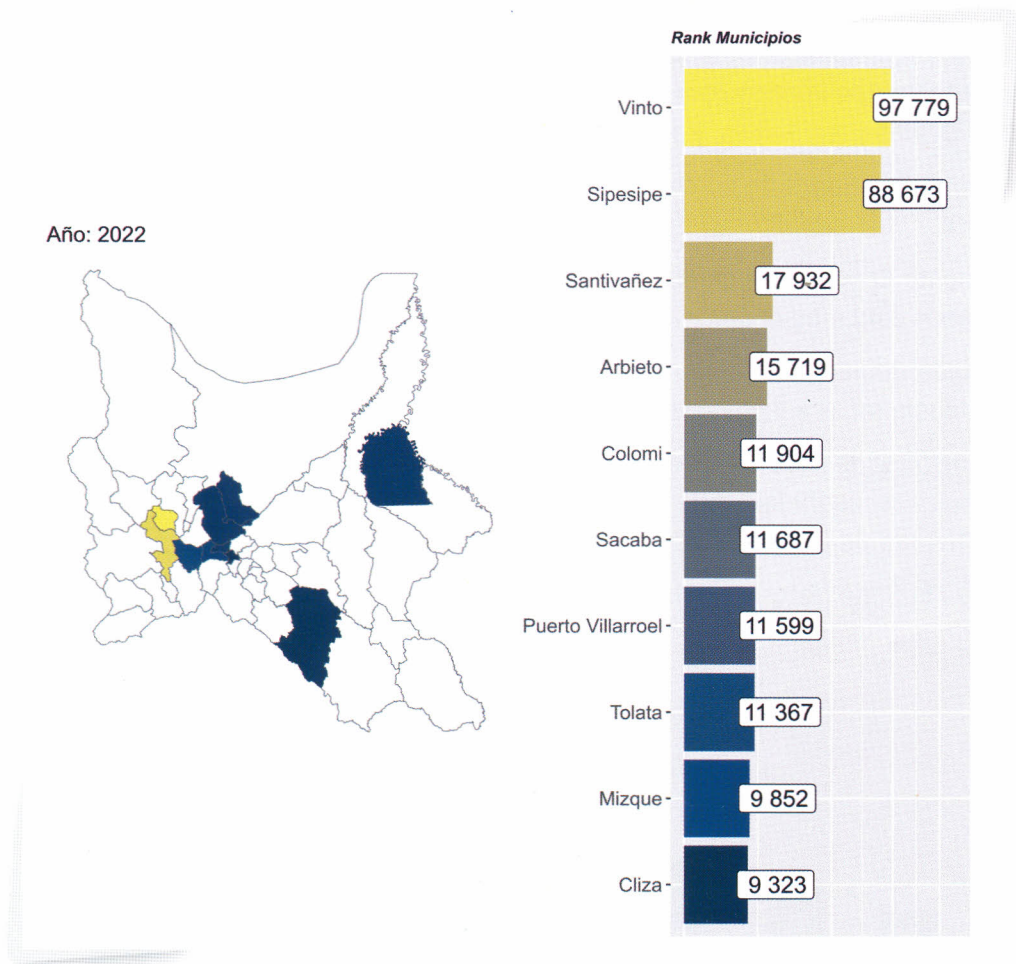 Rank Municipios
Año: 2022
Vinto
97 779
Sipesipe
88 673
Santivañez
17 932
Arbieto
15 719
Colomi
11 904
Sacaba
11 687
Puerto Villarroel
11 599
Tolata
11 367
Mizque
9 852
Cliza
9 323